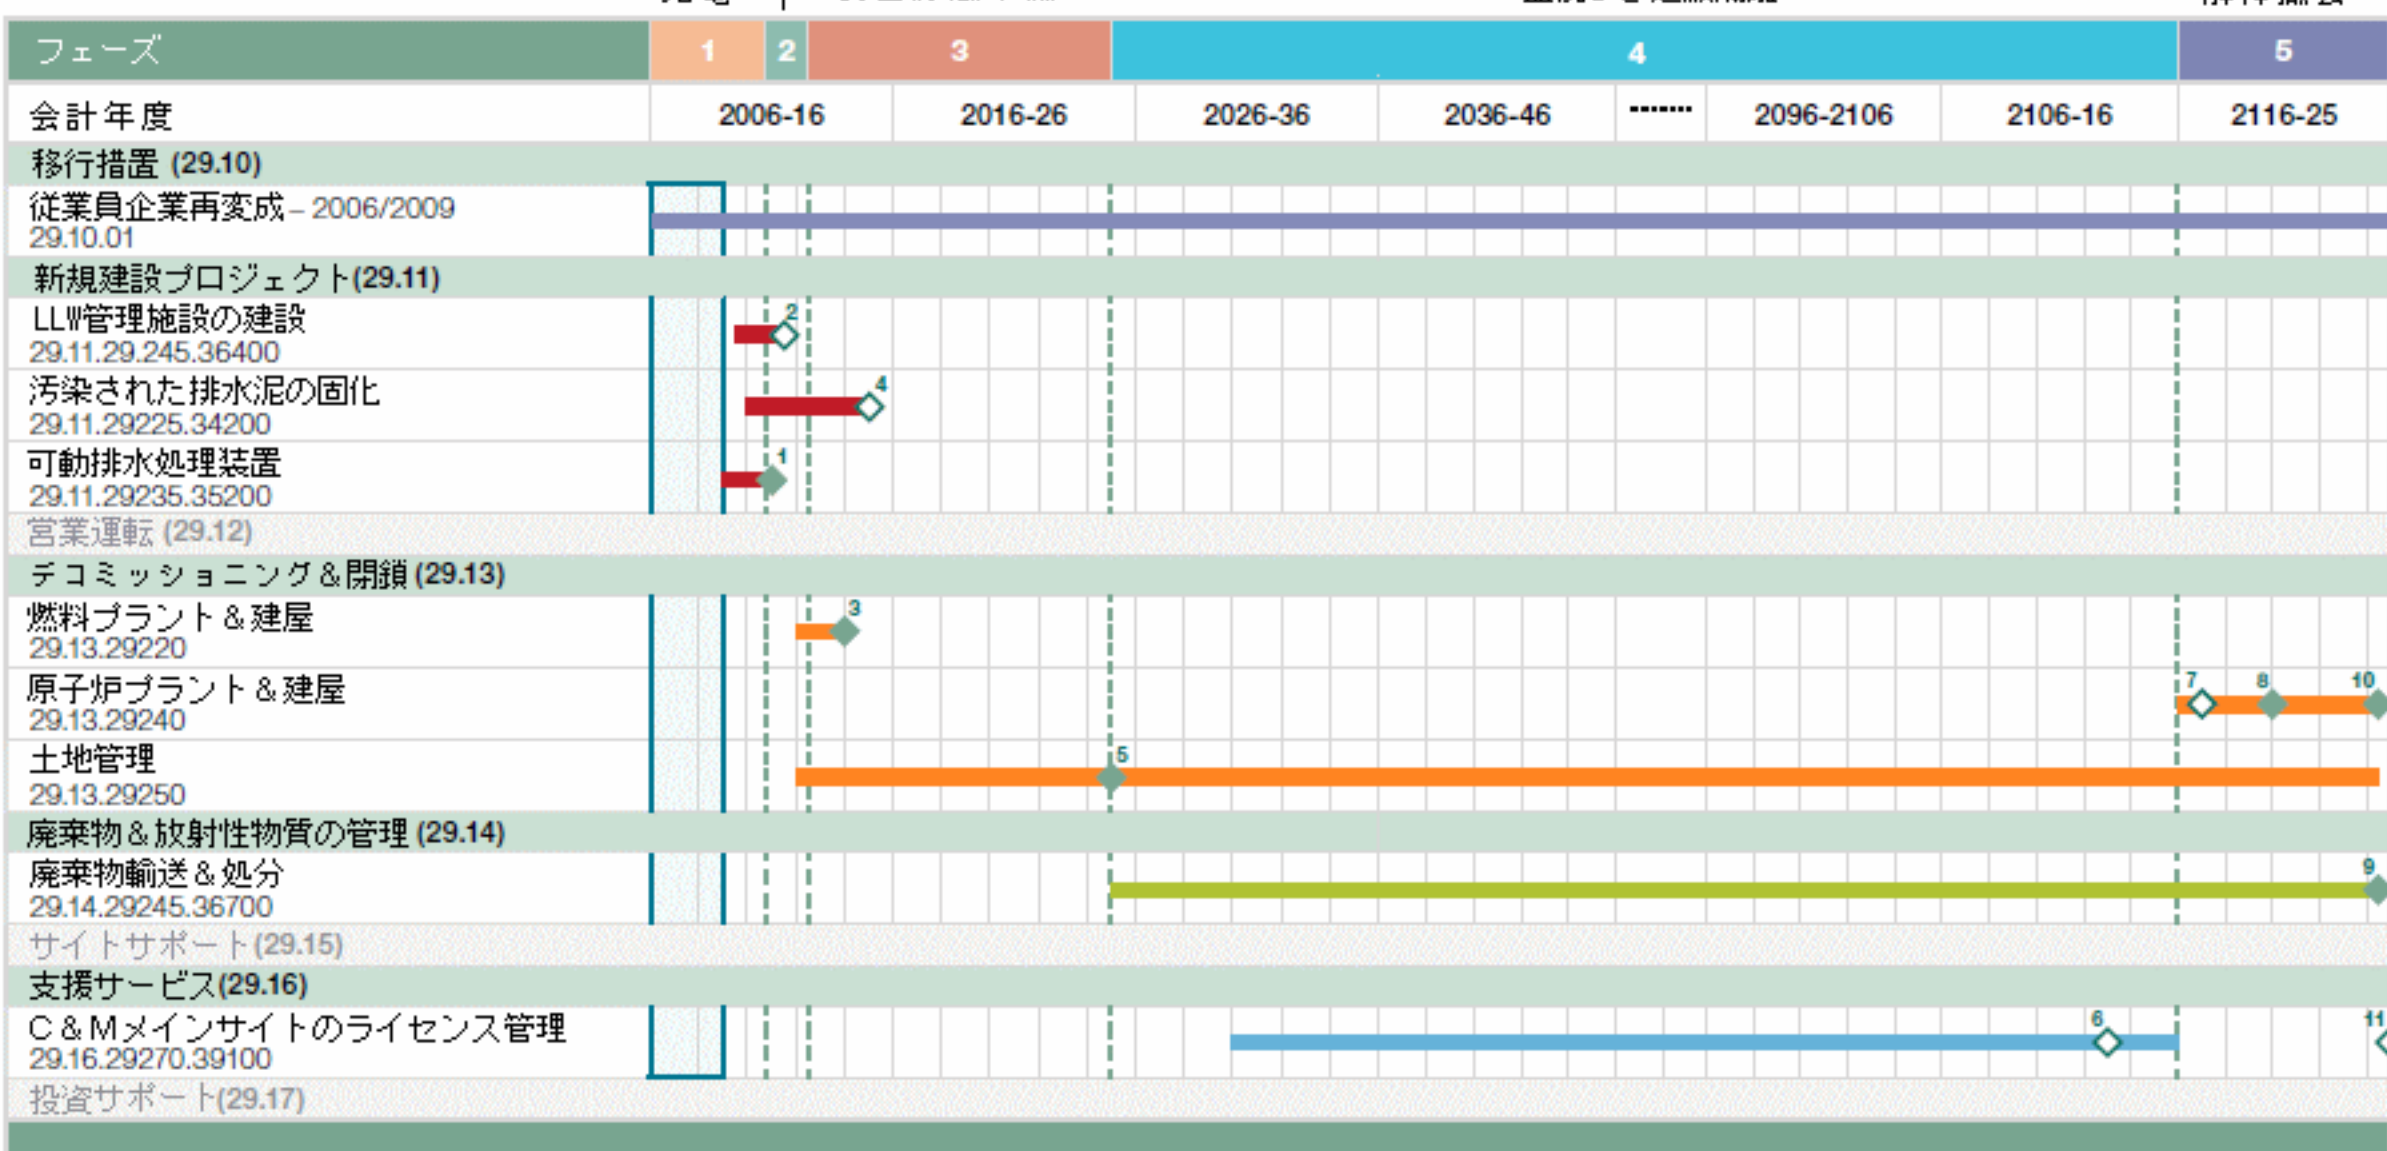 フェーズ 1 2 3 4 5
会計年度 2006-16 2016-26 2026-36 2036-46 ······· 2096-2106 2106-16 2116-25
移行措置 (29.10)
従業員企業再変成 – 2006/2009
29.10.01
新規建設プロジェクト(29.11)
LLW管理施設の建設 2
29.11.29.245.36400
汚染された排水泥の固化 4
29.11.29225.34200
可動排水処理装置 1
29.11.29235.35200
営業運転 (29.12)
デコミッショニング&閉鎖 (29.13)
燃料プラント&建屋 3
29.13.29220
原子炉プラント&建屋 7 8 10
29.13.29240
土地管理 5
29.13.29250
廃棄物&放射性物質の管理 (29.14)
廃棄物輸送&処分 9
29.14.29245.36700
サイトサポート(29.15)
支援サービス(29.16)
C&Mメインサイトのライセンス管理 6 11
29.16.29270.39100
投資サポート(29.17)